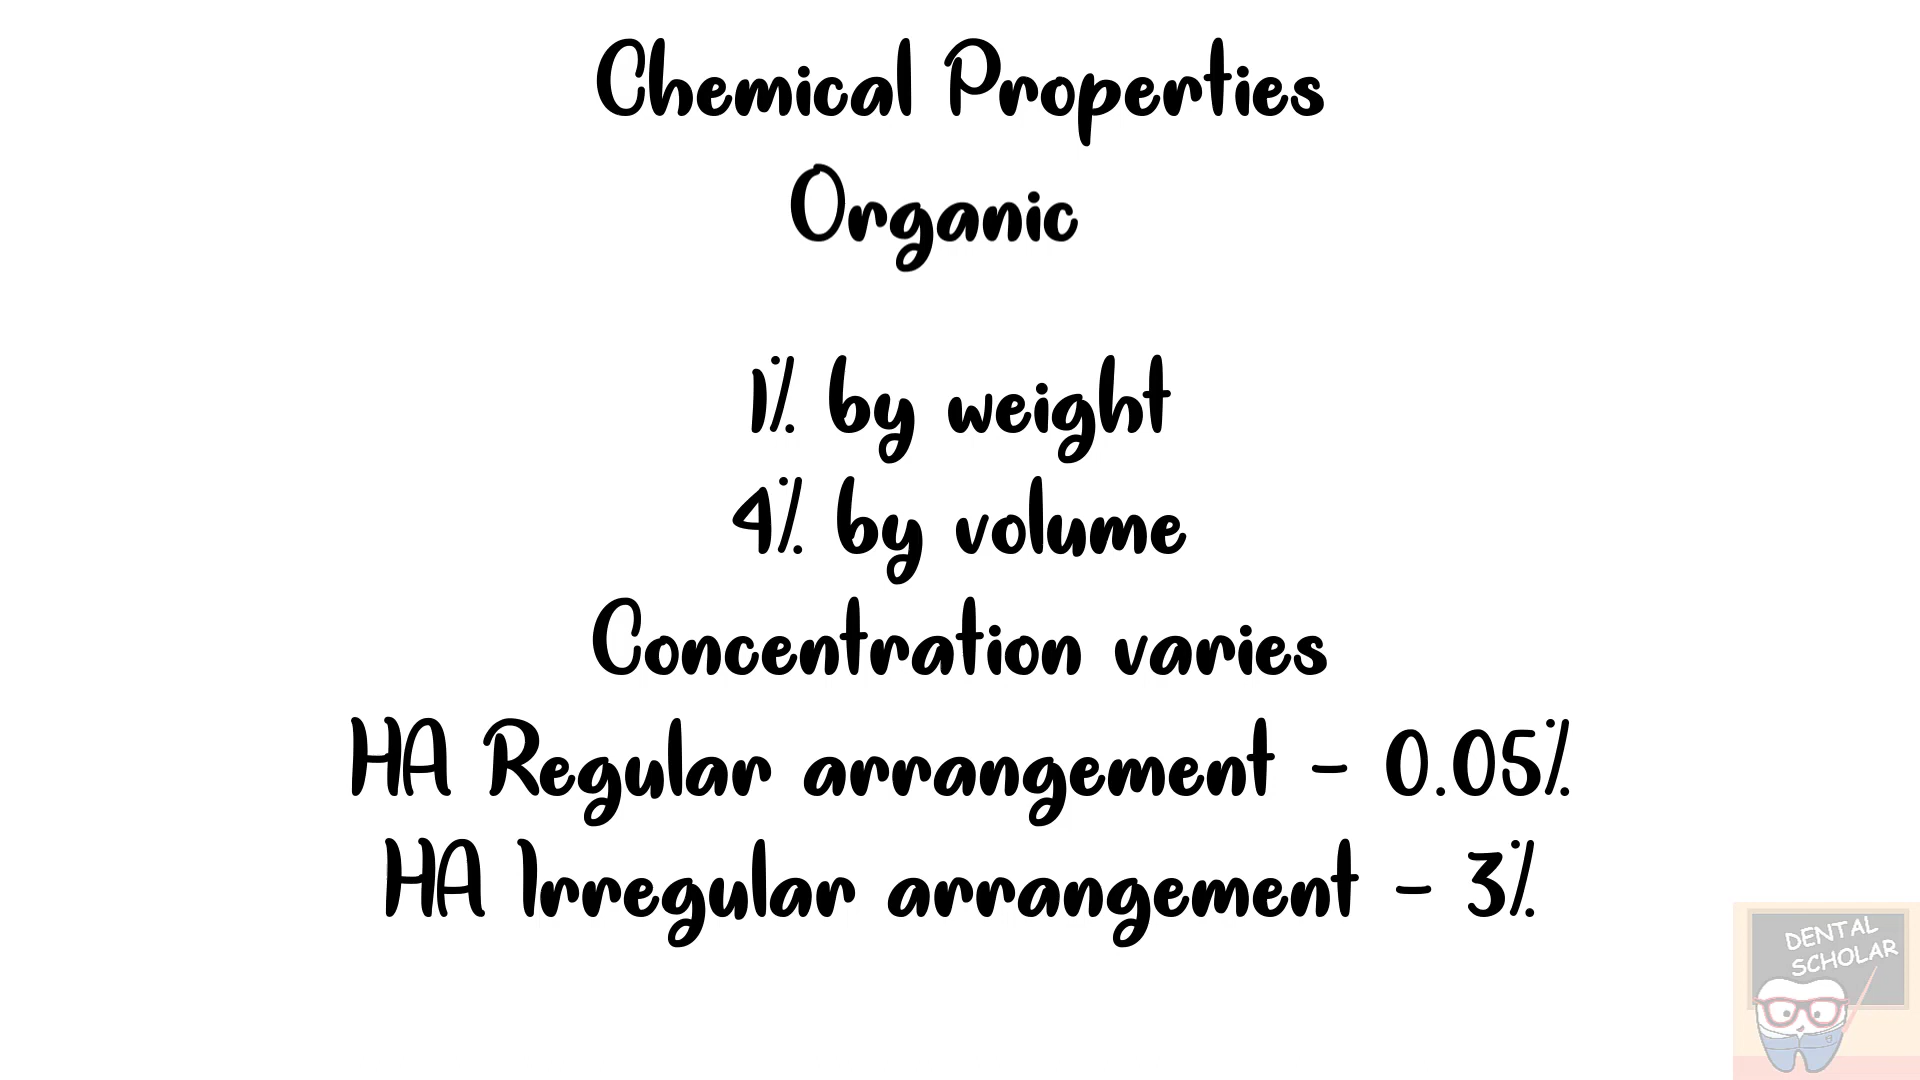 Chemical Properties
Organic
1% by weight
4% by volume
Concentration varies
HA Regular arrangement - 0.05%
HA Irregular arrangement - 3%
DENTAL
SCHOLAR